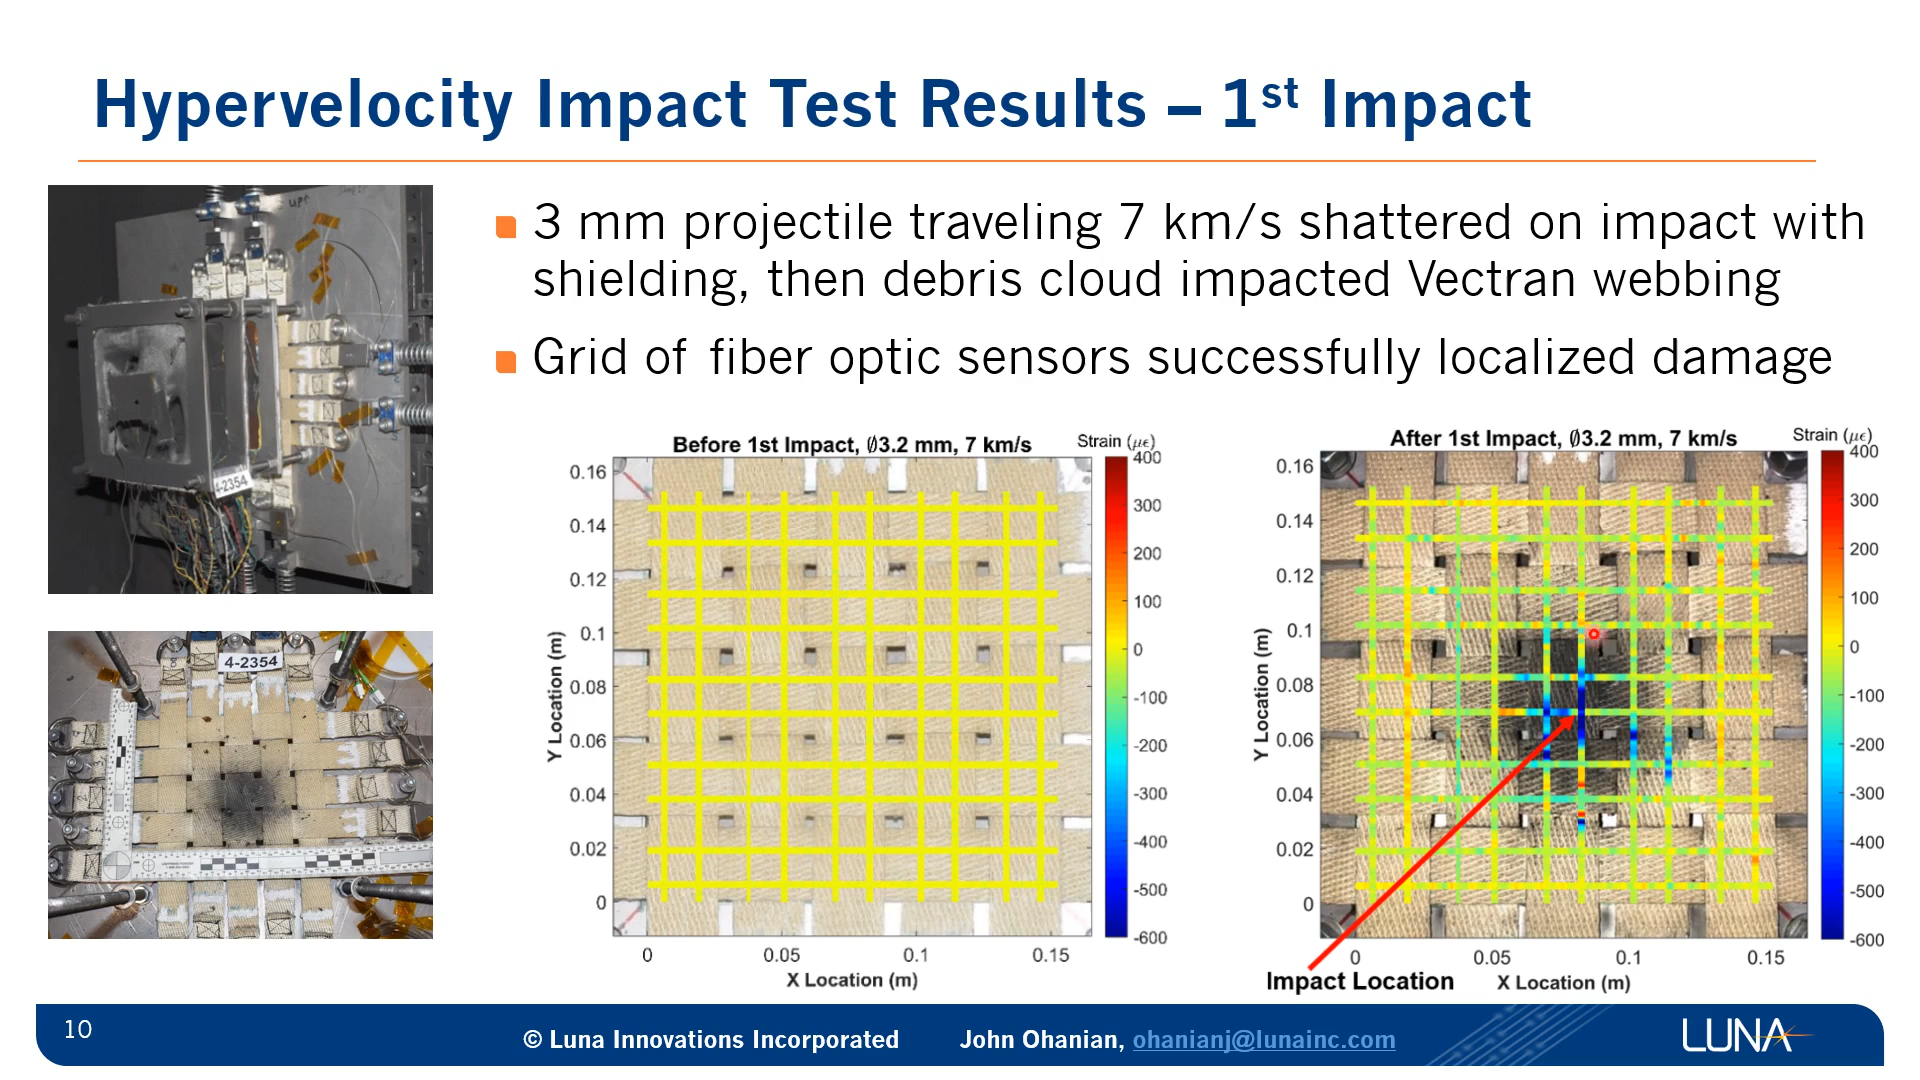 Hypervelocity Impact Test Results – 1st Impact
3 mm projectile traveling 7 km/s shattered on impact with
shielding, then debris cloud impacted Vectran webbing
Grid of fiber optic sensors successfully localized damage
UP↑
4-2354
4-2354
Before 1st Impact, ∅3.2 mm, 7 km/s
Strain (με)
400
300
200
100
0
-100
-200
-300
-400
-500
-600
0.16
0.14
0.12
0.1
0.08
0.06
0.04
0.02
0
Y Location (m)
0 0.05 0.1 0.15
X Location (m)
After 1st Impact, ∅3.2 mm, 7 km/s
Strain (με)
400
300
200
100
0
-100
-200
-300
-400
-500
-600
0.16
0.14
0.12
0.1
0.08
0.06
0.04
0.02
0
Y Location (m)
0 0.05 0.1 0.15
X Location (m)
Impact Location
10
© Luna Innovations Incorporated John Ohanian, ohanianj@lunainc.com
LUNA